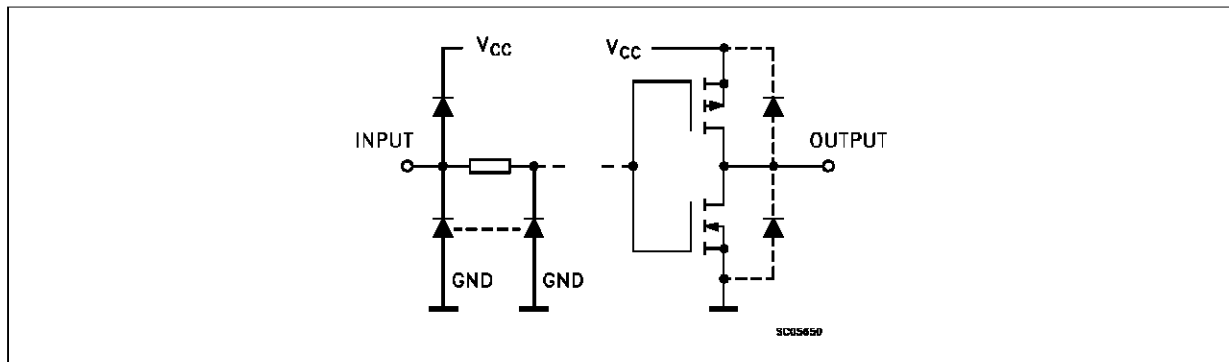 VCC
VCC
INPUT
OUTPUT
GND
GND
SC05650